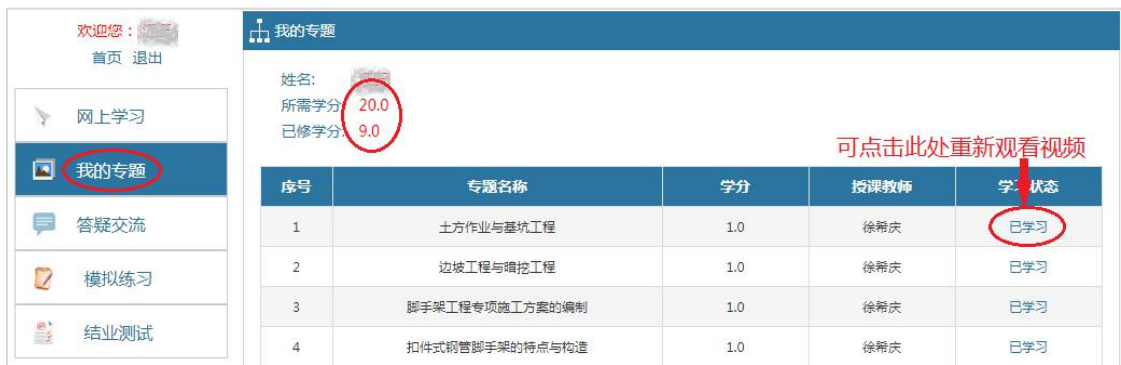 欢迎您：
首页 退出
网上学习
我的专题
答疑交流
模拟练习
结业测试
我的专题
姓名:
所需学分: 20.0
已修学分: 9.0
可点击此处重新观看视频
序号 专题名称 学分 授课教师 学习状态
1 土方作业与基坑工程 1.0 徐希庆 已学习
2 边坡工程与暗挖工程 1.0 徐希庆 已学习
3 脚手架工程专项施工方案的编制 1.0 徐希庆 已学习
4 扣件式钢管脚手架的特点与构造 1.0 徐希庆 已学习